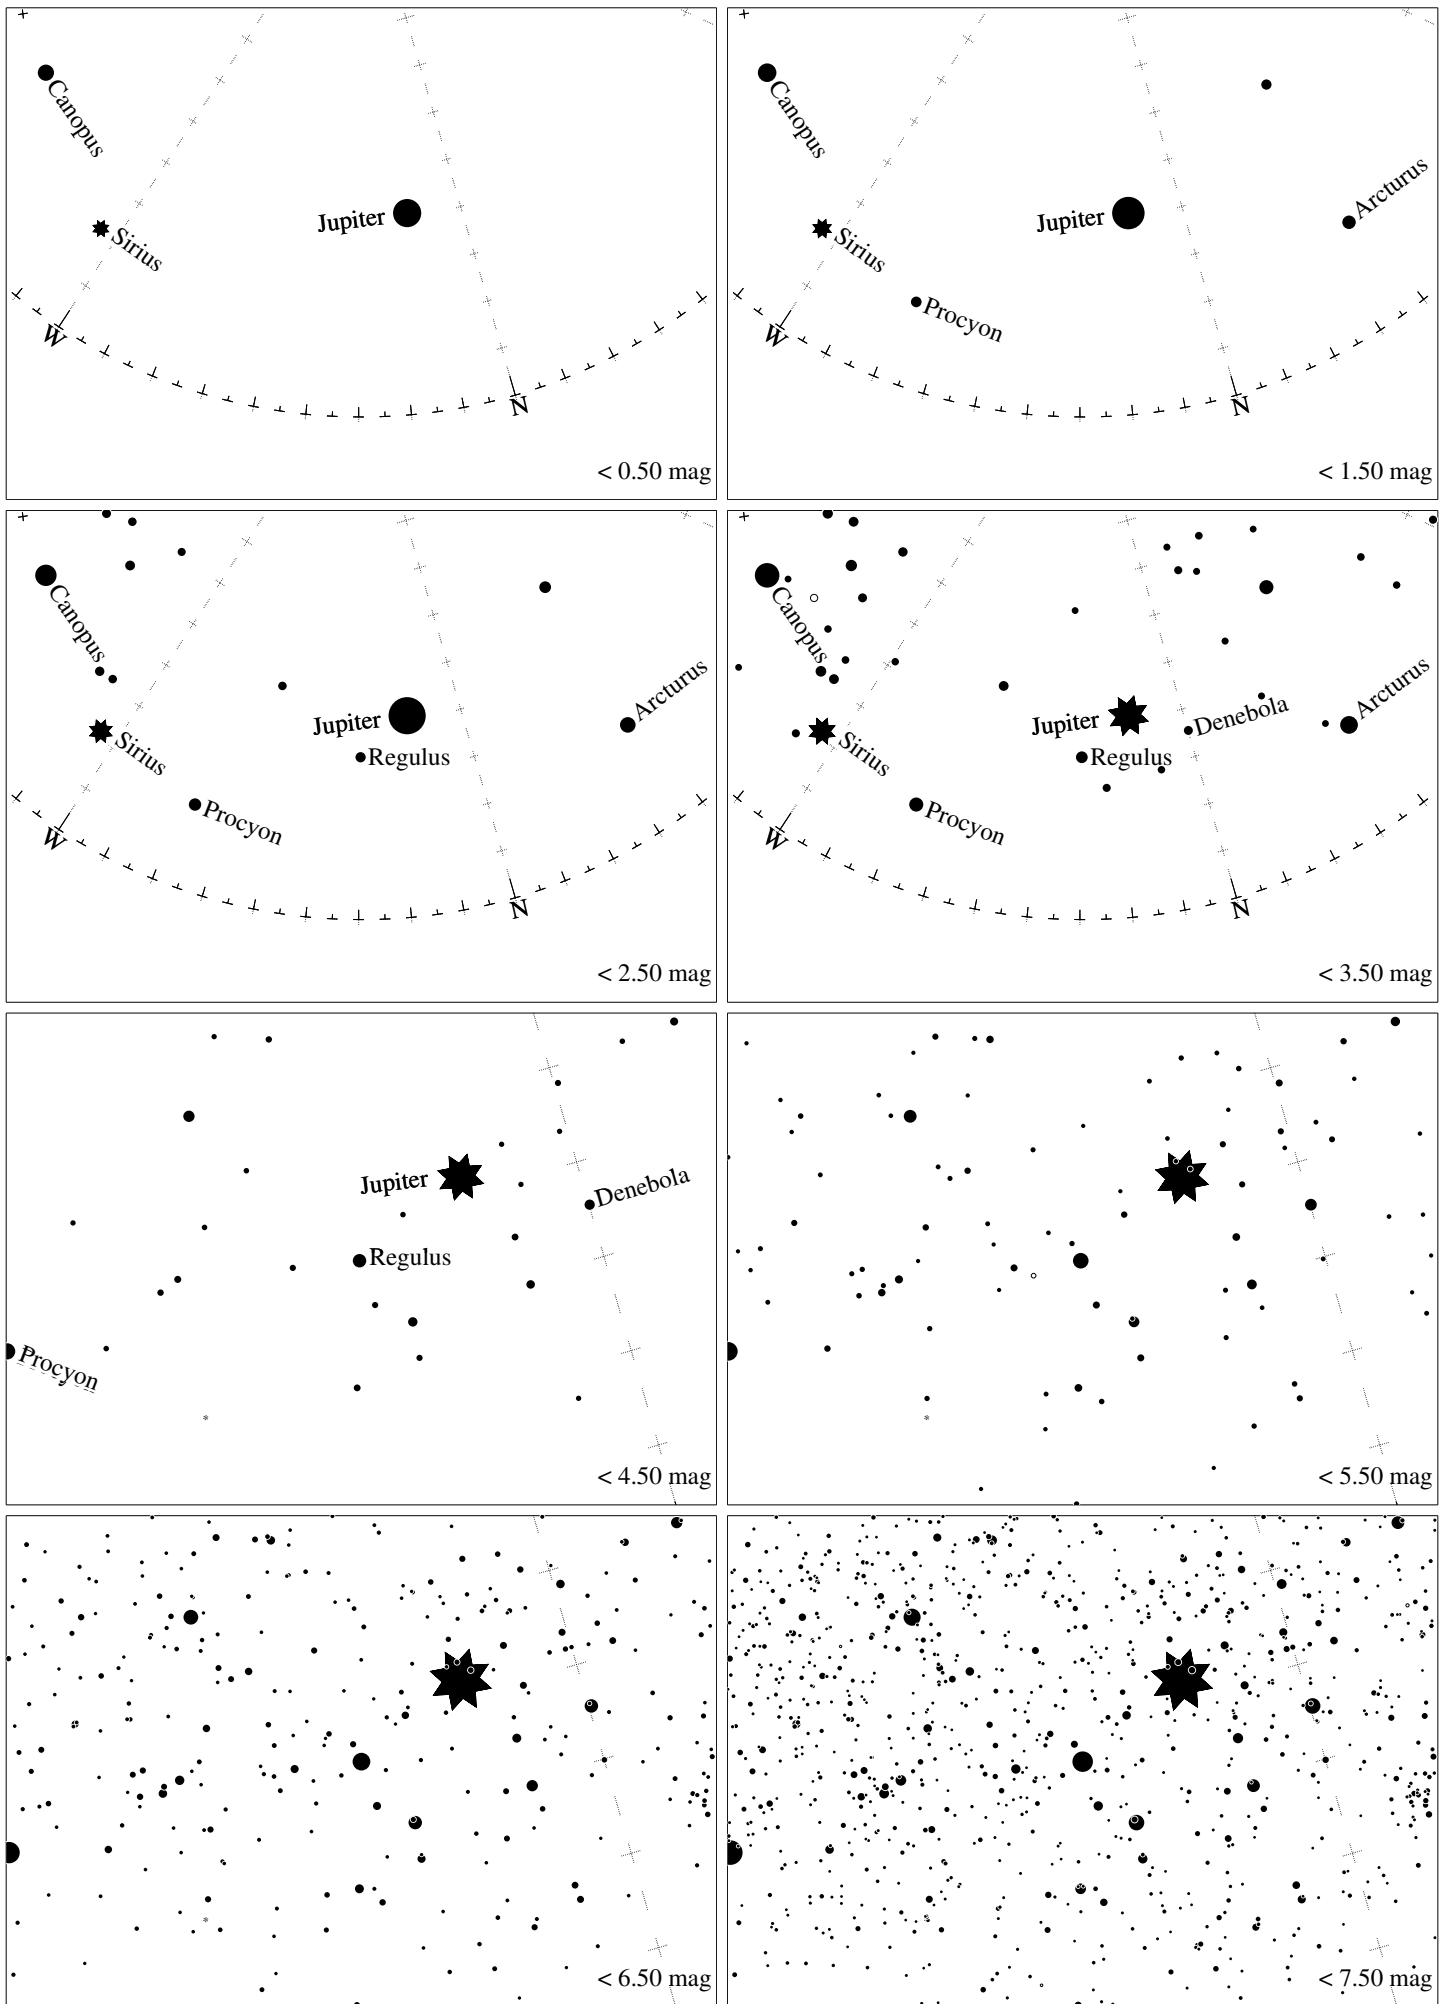 Canopus
Sirius
Jupiter
W
N
< 0.50 mag
Canopus
Sirius
Jupiter
Arcturus
Procyon
W
N
< 1.50 mag
Canopus
Sirius
Jupiter
Arcturus
Regulus
Procyon
W
N
< 2.50 mag
Canopus
Sirius
Jupiter
Denebola
Arcturus
Regulus
Procyon
W
N
< 3.50 mag
Jupiter
Denebola
Regulus
Procyon
< 4.50 mag
< 5.50 mag
< 6.50 mag
< 7.50 mag